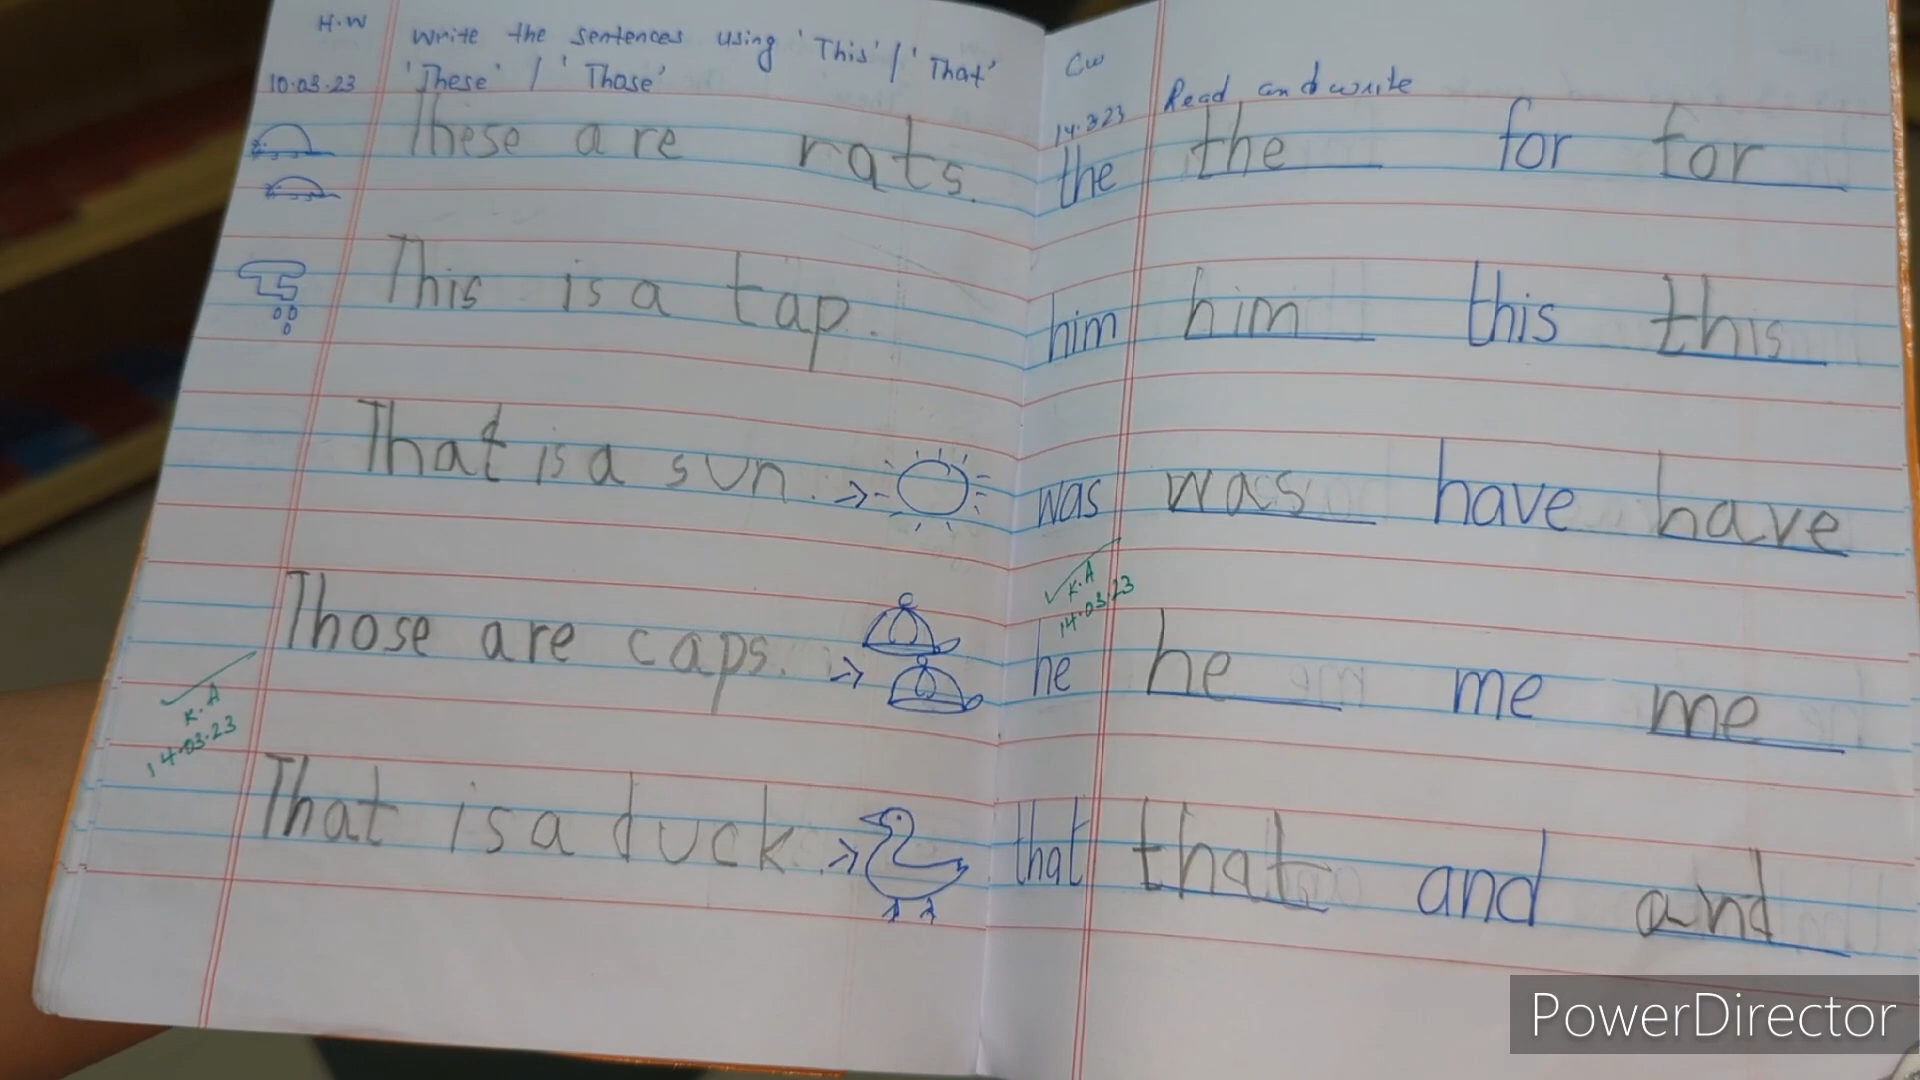 H.W Write the sentences using 'This' / 'That'
10.03.23 'These' / 'Those'
These are rats.
This is a tap.
That is a sun.
Those are caps.
K.A
14.03.23
That is a duck.
CW
14.3.23 Read and write
the the for for
him him this this
was was have have
K.A
14.03.23
he he me me
that that and and
PowerDirector